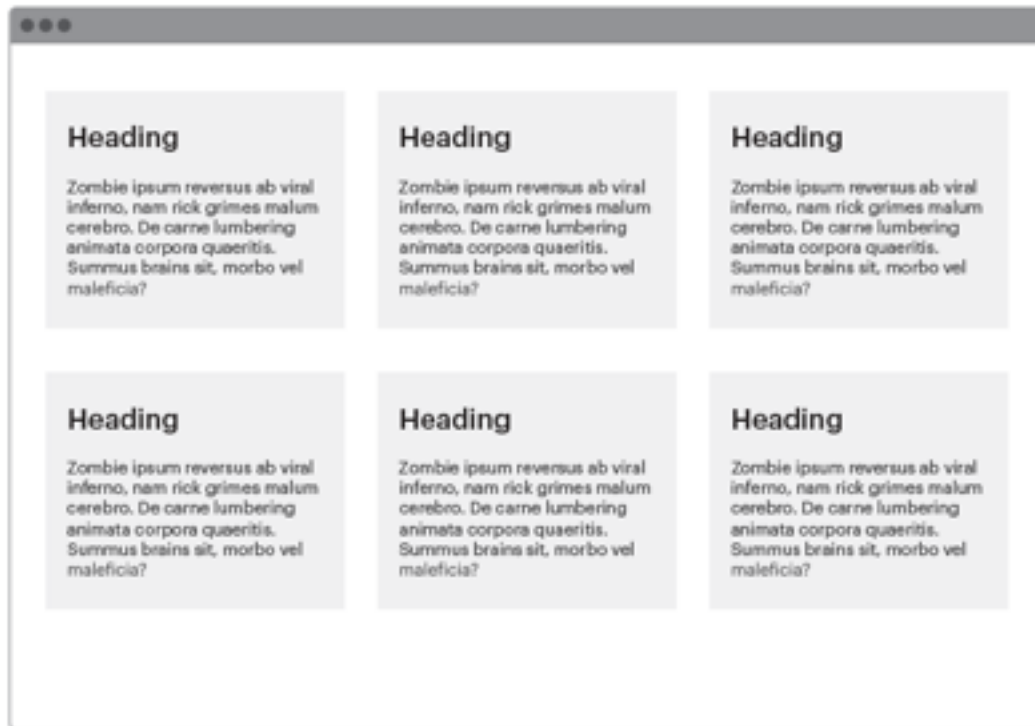 Heading
Zombie ipsum reversus ab viral
inferno, nam rick grimes malum
cerebro. De carne lumbering
animata corpora quaeritis.
Summus brains sit, morbo vel
maleficia?
Heading
Zombie ipsum reversus ab viral
inferno, nam rick grimes malum
cerebro. De carne lumbering
animata corpora quaeritis.
Summus brains sit, morbo vel
maleficia?
Heading
Zombie ipsum reversus ab viral
inferno, nam rick grimes malum
cerebro. De carne lumbering
animata corpora quaeritis.
Summus brains sit, morbo vel
maleficia?
Heading
Zombie ipsum reversus ab viral
inferno, nam rick grimes malum
cerebro. De carne lumbering
animata corpora quaeritis.
Summus brains sit, morbo vel
maleficia?
Heading
Zombie ipsum reversus ab viral
inferno, nam rick grimes malum
cerebro. De carne lumbering
animata corpora quaeritis.
Summus brains sit, morbo vel
maleficia?
Heading
Zombie ipsum reversus ab viral
inferno, nam rick grimes malum
cerebro. De carne lumbering
animata corpora quaeritis.
Summus brains sit, morbo vel
maleficia?